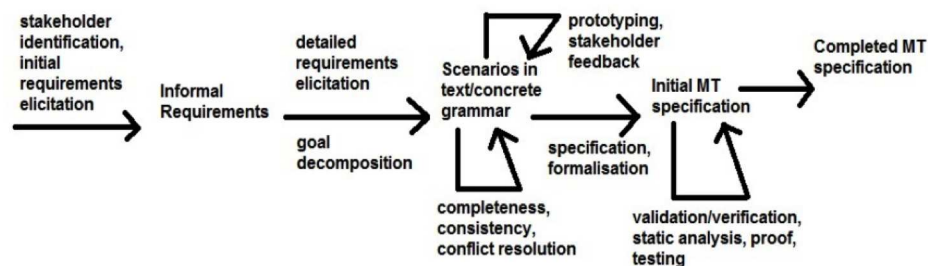 stakeholder
identification,
initial
requirements
elicitation
Informal
Requirements
detailed
requirements
elicitation
goal
decomposition
Scenarios in
text/concrete
grammar
prototyping,
stakeholder
feedback
completeness,
consistency,
conflict resolution
specification,
formalisation
Initial MT
specification
validation/verification,
static analysis, proof,
testing
Completed MT
specification